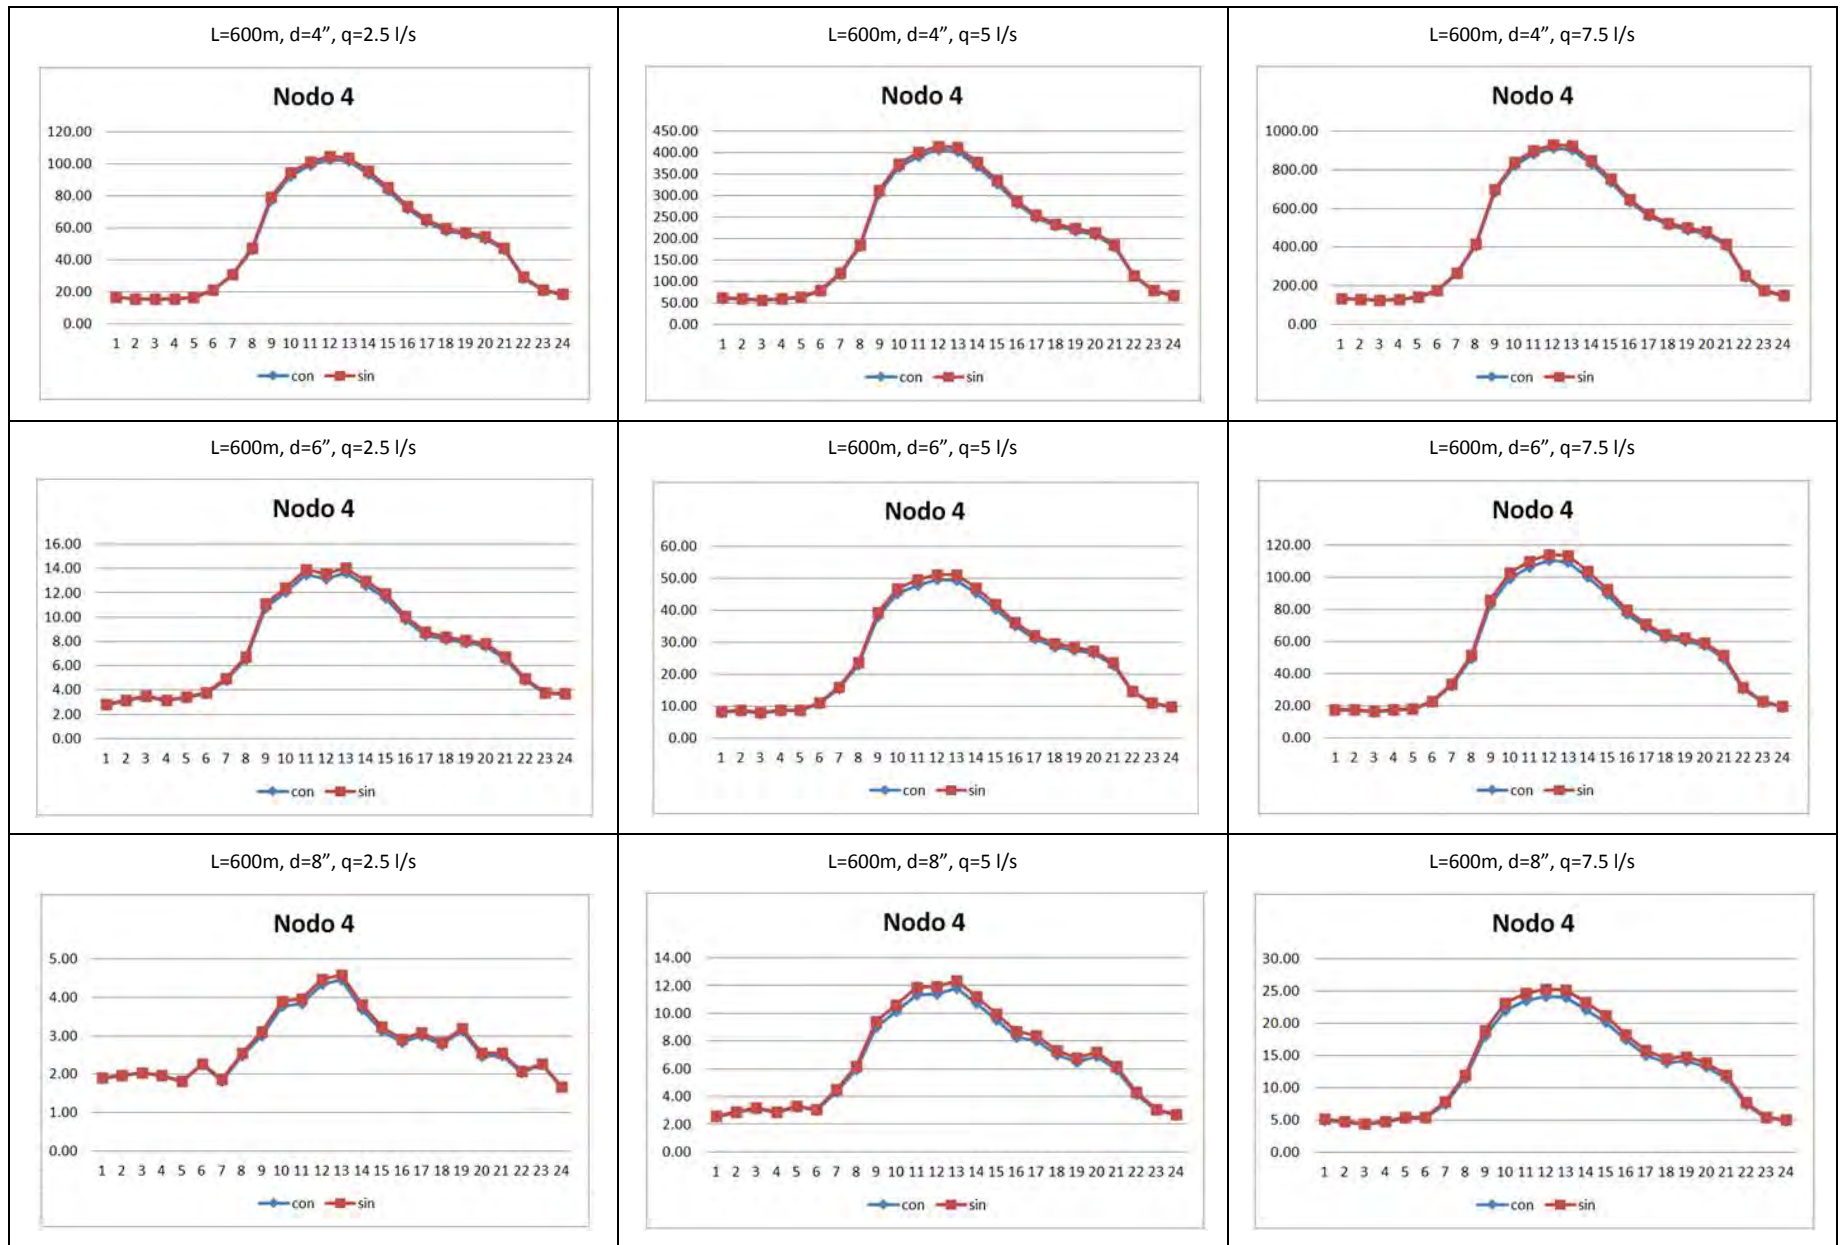 L=600m, d=4”, q=2.5 l/s
Nodo 4
120.00
100.00
80.00
60.00
40.00
20.00
0.00
1 2 3 4 5 6 7 8 9 10 11 12 13 14 15 16 17 18 19 20 21 22 23 24
con sin
L=600m, d=4”, q=5 l/s
Nodo 4
450.00
400.00
350.00
300.00
250.00
200.00
150.00
100.00
50.00
0.00
1 2 3 4 5 6 7 8 9 10 11 12 13 14 15 16 17 18 19 20 21 22 23 24
con sin
L=600m, d=4”, q=7.5 l/s
Nodo 4
1000.00
800.00
600.00
400.00
200.00
0.00
1 2 3 4 5 6 7 8 9 10 11 12 13 14 15 16 17 18 19 20 21 22 23 24
con sin
L=600m, d=6”, q=2.5 l/s
Nodo 4
16.00
14.00
12.00
10.00
8.00
6.00
4.00
2.00
0.00
1 2 3 4 5 6 7 8 9 10 11 12 13 14 15 16 17 18 19 20 21 22 23 24
con sin
L=600m, d=6”, q=5 l/s
Nodo 4
60.00
50.00
40.00
30.00
20.00
10.00
0.00
1 2 3 4 5 6 7 8 9 10 11 12 13 14 15 16 17 18 19 20 21 22 23 24
con sin
L=600m, d=6”, q=7.5 l/s
Nodo 4
120.00
100.00
80.00
60.00
40.00
20.00
0.00
1 2 3 4 5 6 7 8 9 10 11 12 13 14 15 16 17 18 19 20 21 22 23 24
con sin
L=600m, d=8”, q=2.5 l/s
Nodo 4
5.00
4.00
3.00
2.00
1.00
0.00
1 2 3 4 5 6 7 8 9 10 11 12 13 14 15 16 17 18 19 20 21 22 23 24
con sin
L=600m, d=8”, q=5 l/s
Nodo 4
14.00
12.00
10.00
8.00
6.00
4.00
2.00
0.00
1 2 3 4 5 6 7 8 9 10 11 12 13 14 15 16 17 18 19 20 21 22 23 24
con sin
L=600m, d=8”, q=7.5 l/s
Nodo 4
30.00
25.00
20.00
15.00
10.00
5.00
0.00
1 2 3 4 5 6 7 8 9 10 11 12 13 14 15 16 17 18 19 20 21 22 23 24
con sin